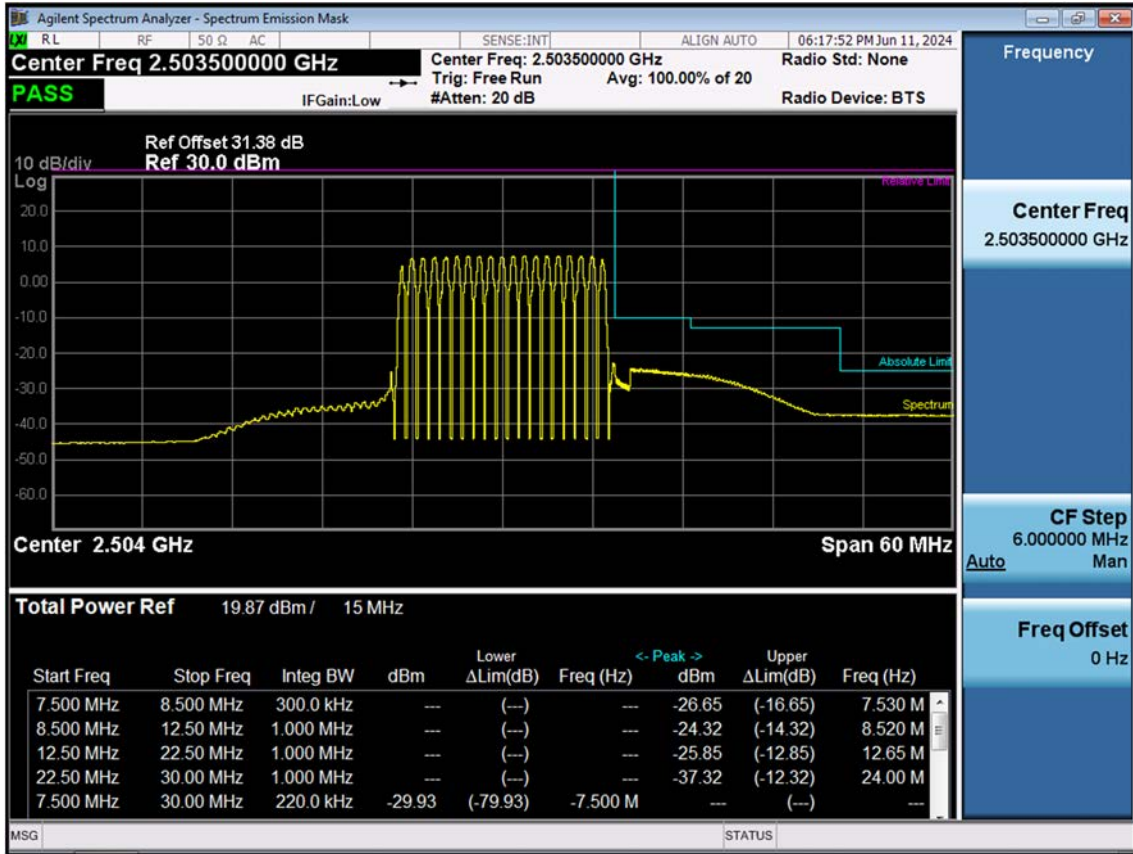 Agilent Spectrum Analyzer - Spectrum Emission Mask
LXI RL RF 50 Ω AC SENSE:INT ALIGN AUTO 06:17:52 PM Jun 11, 2024
Center Freq 2.503500000 GHz
Center Freq: 2.503500000 GHz Radio Std: None
Trig: Free Run Avg: 100.00% of 20
PASS IFGain:Low #Atten: 20 dB Radio Device: BTS
Ref Offset 31.38 dB
10 dB/div Ref 30.0 dBm
Log
Relative Limit
20.0
10.0
0.00
-10.0
-20.0
Absolute Limit
-30.0
Spectrum
-40.0
-50.0
-60.0
Center 2.504 GHz Span 60 MHz
Total Power Ref 19.87 dBm / 15 MHz
Lower <- Peak -> Upper
Start Freq Stop Freq Integ BW dBm ΔLim(dB) Freq (Hz) dBm ΔLim(dB) Freq (Hz)
7.500 MHz 8.500 MHz 300.0 kHz --- (---) --- -26.65 (-16.65) 7.530 M
8.500 MHz 12.50 MHz 1.000 MHz --- (---) --- -24.32 (-14.32) 8.520 M
12.50 MHz 22.50 MHz 1.000 MHz --- (---) --- -25.85 (-12.85) 12.65 M
22.50 MHz 30.00 MHz 1.000 MHz --- (---) --- -37.32 (-12.32) 24.00 M
7.500 MHz 30.00 MHz 220.0 kHz -29.93 (-79.93) -7.500 M --- (---) ---
MSG STATUS
Frequency
Center Freq
2.503500000 GHz
CF Step
6.000000 MHz
Auto Man
Freq Offset
0 Hz